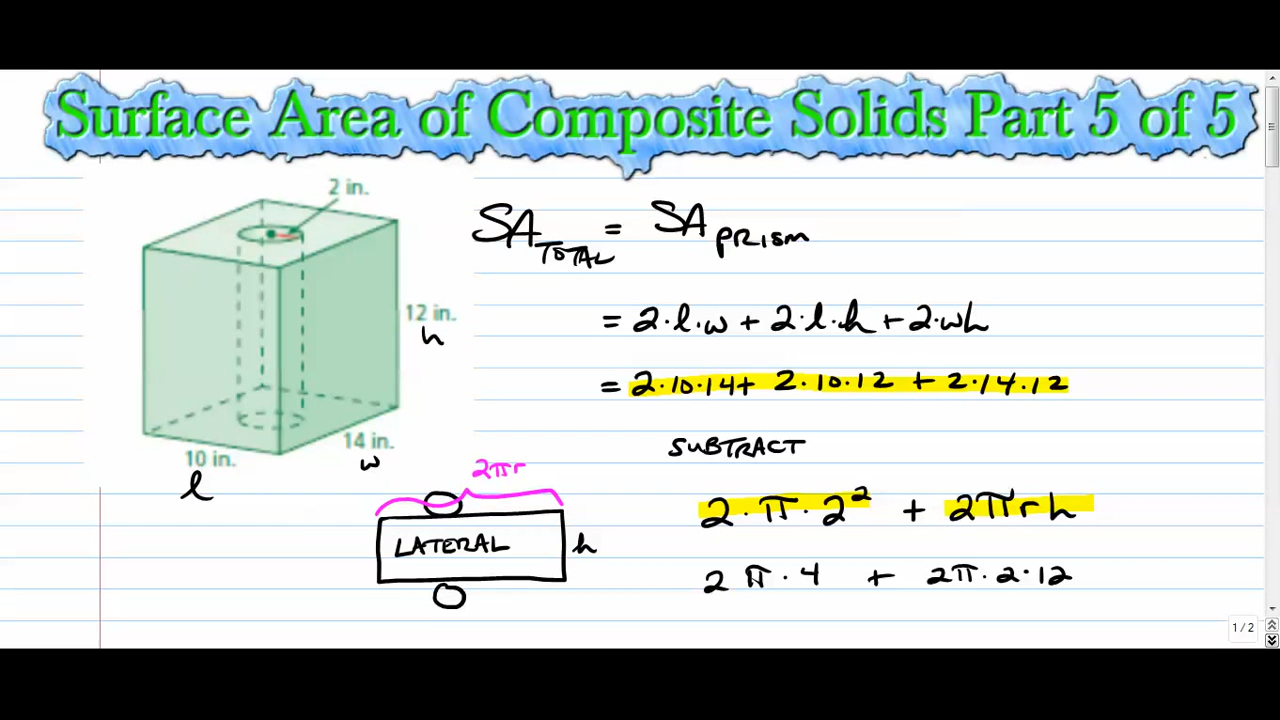 Surface Area of Composite Solids Part 5 of 5
2 in.
SA TOTAL = SA PRISM
12 in.
h
= 2·l·w + 2·l·h + 2·wh
= 2·10·14 + 2·10·12 + 2·14·12
SUBTRACT
14 in.
w
10 in.
l
2πr
2·π·2² + 2πrh
LATERAL h
2π·4 + 2π·2·12
1/2